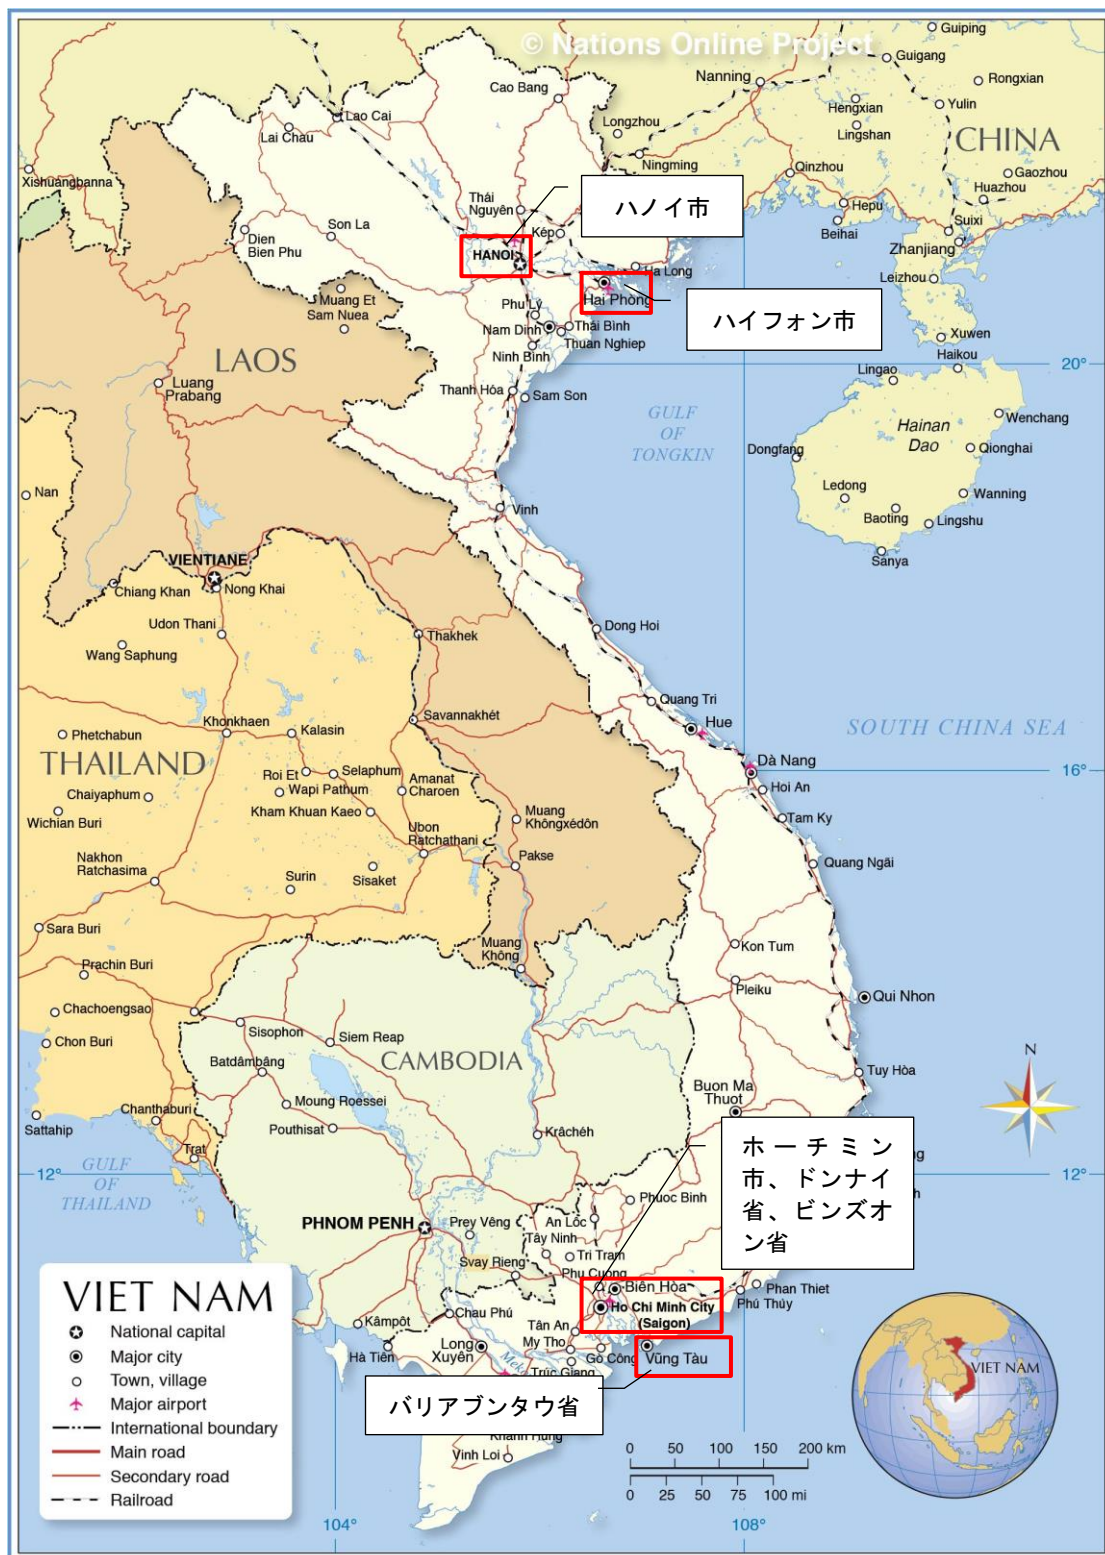 © Nations Online Project
Guiping
Guigang
Nanning
Rongxian
Cao Bang
Hengxian
Yulin
Lao Cai
Longzhou
Lingshan
CHINA
Lai Chau
Ningming
Qinzhou
Gaozhou
Xishuangbanna
Huazhou
Thái
Nguyên
ハノイ市
Hepu
Suixi
Son La
Kép
Beihai
Dien
Bien Phu
HANOI
Zhanjiang
Ha Long
Leizhou
Muang Et
Hai Phòng
Sam Nuea
Phu Lý
ハイフォン市
Nam Dinh
Thái Bình
Thuan Nghiep
Xuwen
Ninh Bình
Haikou
LAOS
20°
Lingao
Luang
Prabang
Thanh Hóa
Sam Son
GULF
OF
TONGKIN
Wenchang
Hainan
Dao
Dongfang
Qionghai
Nan
Ledong
Wanning
Vinh
Baoting
Lingshu
VIENTIANE
Sanya
Chiang Khan
Nong Khai
Udon Thani
Dong Hoi
Thakhek
Wang Saphung
Quang Tri
Savannakhét
Khonkhaen
Hue
Phetchabun
Kalasin
SOUTH CHINA SEA
THAILAND
Dà Nang
16°
Roi Et
Selaphum
Wapi Pathum
Amanat
Charoen
Hoi An
Chaiyaphum
Wichian Buri
Kham Khuan Kaeo
Muang
Khôngxédôn
Tam Ky
Ubon
Ratchathani
Nakhon
Ratchasima
Pakse
Quang Ngãi
Surin
Sisaket
Sara Buri
Muang
Không
Kon Tum
Prachin Buri
Pleiku
Qui Nhon
Chachoengsao
Sisophon
Siem Reap
Chon Buri
CAMBODIA
Batdâmbâng
Tuy Hòa
N
Buon Ma
Thuot
Moung Roessei
Chanthaburi
Sattahip
Pouthisat
Krâchéh
Trat
ホーチミン
市、ドンナイ
省、ビンズオ
ン省
12°
GULF
OF
THAILAND
12°
Phuoc Binh
PHNOM PENH
Prey Vêng
An Lôc
Tây Ninh
Tri Tram
Svay Rieng
Phu Cuong
Biên Hòa
Phan Thiet
Phú Thúy
Ho Chi Minh City
(Saigon)
Chau Phú
Kâmpôt
Tân An
Long
Xuyên
My Tho
Gò Công
Hà Tiên
Vũng Tàu
Trúc Giang
VIET NAM
バリアブンタウ省
Vinh Loi
VIET NAM
National capital
Major city
Town, village
Major airport
International boundary
Main road
Secondary road
Railroad
0 50 100 150 200 km
0 25 50 75 100 mi
104°
108°